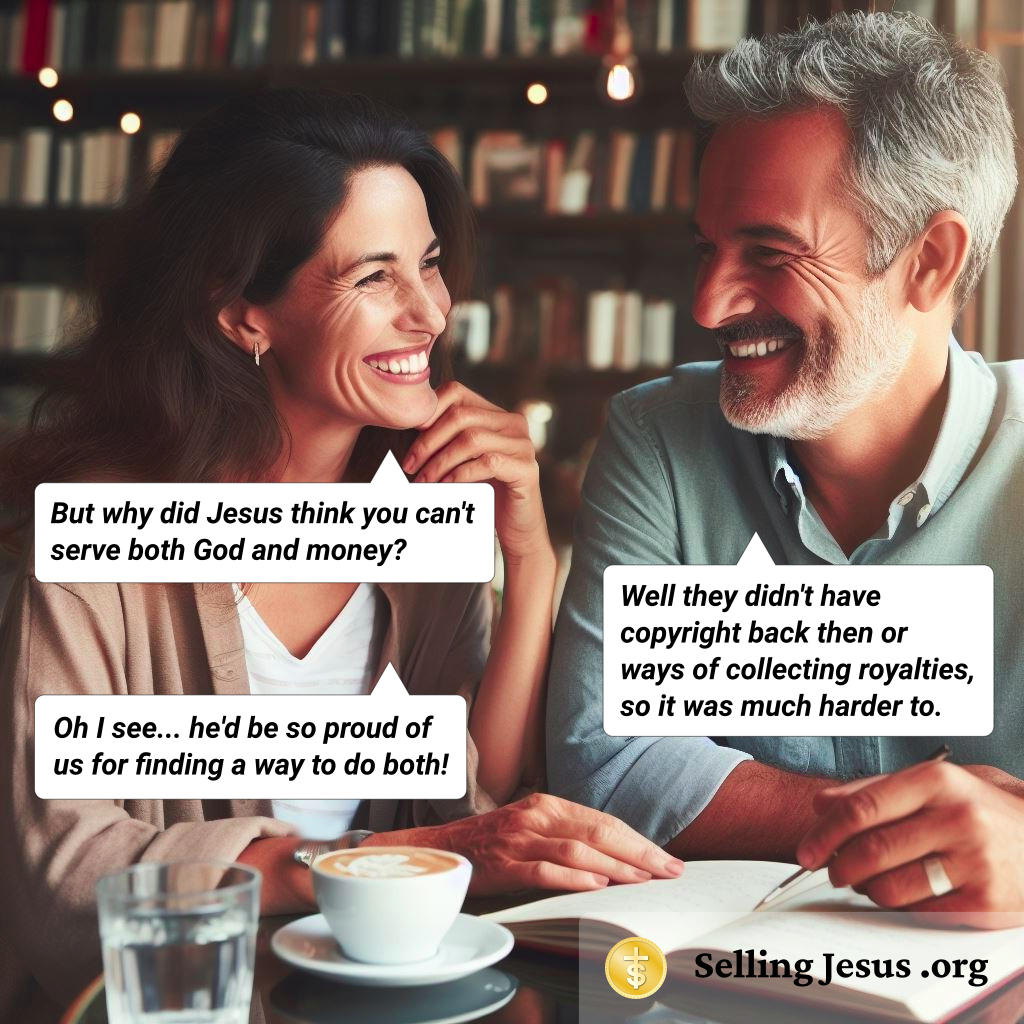 But why did Jesus think you can't
serve both God and money?
Well they didn't have
copyright back then or
ways of collecting royalties,
so it was much harder to.
Oh I see... he'd be so proud of
us for finding a way to do both!
Selling Jesus .org